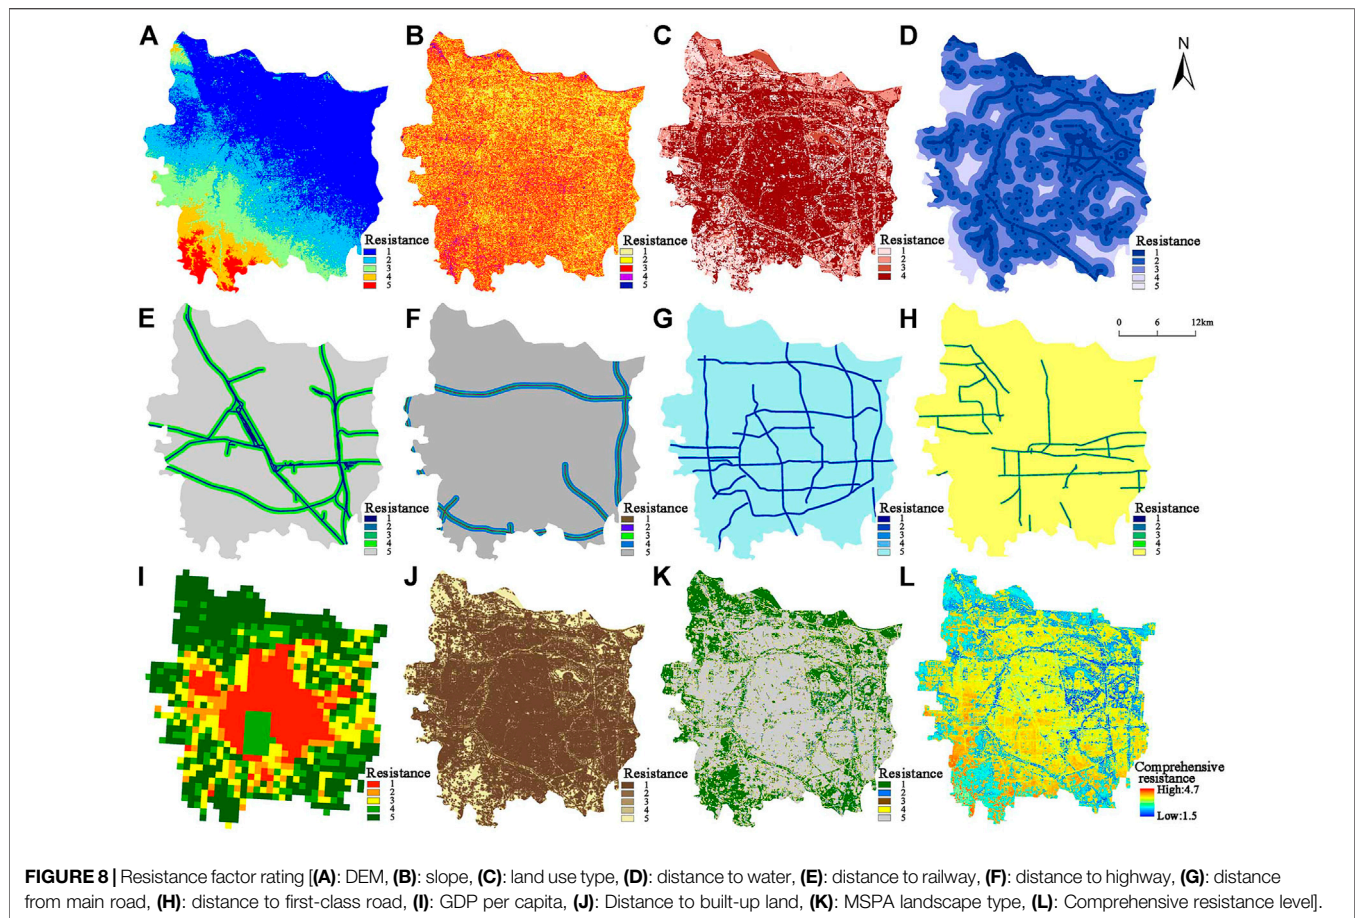 A
B
C
D
N
Resistance
1
2
3
4
5
Resistance
1
2
3
4
5
Resistance
1
2
3
4
Resistance
1
2
3
4
5
E
F
G
H
0 6 12km
Resistance
1
2
3
4
5
Resistance
1
2
3
4
5
Resistance
1
2
3
4
5
Resistance
1
2
3
4
5
I
J
K
L
Resistance
1
2
3
4
5
Resistance
1
2
3
4
5
Resistance
1
2
3
4
5
Comprehensive
resistance
High:4.7
Low:1.5
FIGURE 8 | Resistance factor rating [(A): DEM, (B): slope, (C): land use type, (D): distance to water, (E): distance to railway, (F): distance to highway, (G): distance
from main road, (H): distance to first-class road, (I): GDP per capita, (J): Distance to built-up land, (K): MSPA landscape type, (L): Comprehensive resistance level].